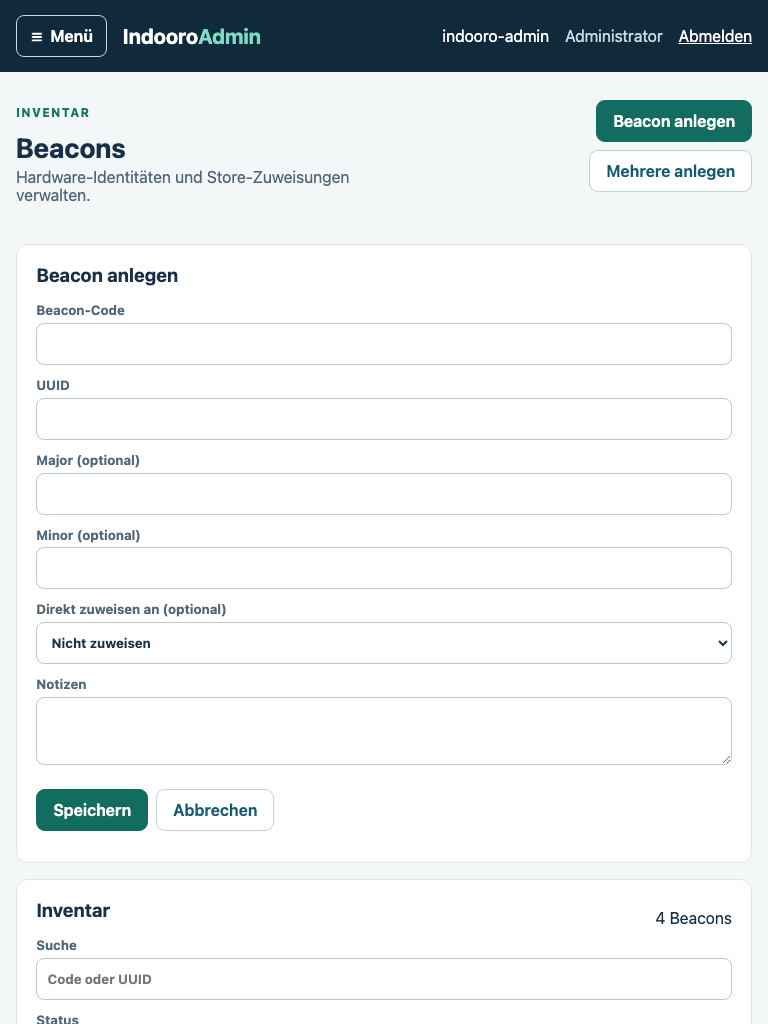 ≡ Menü
IndooroAdmin
indooro-admin Administrator Abmelden
INVENTAR
Beacons
Hardware-Identitäten und Store-Zuweisungen
verwalten.
Beacon anlegen
Mehrere anlegen
Beacon anlegen
Beacon-Code
UUID
Major (optional)
Minor (optional)
Direkt zuweisen an (optional)
Nicht zuweisen
Notizen
Speichern
Abbrechen
Inventar
4 Beacons
Suche
Code oder UUID
Status